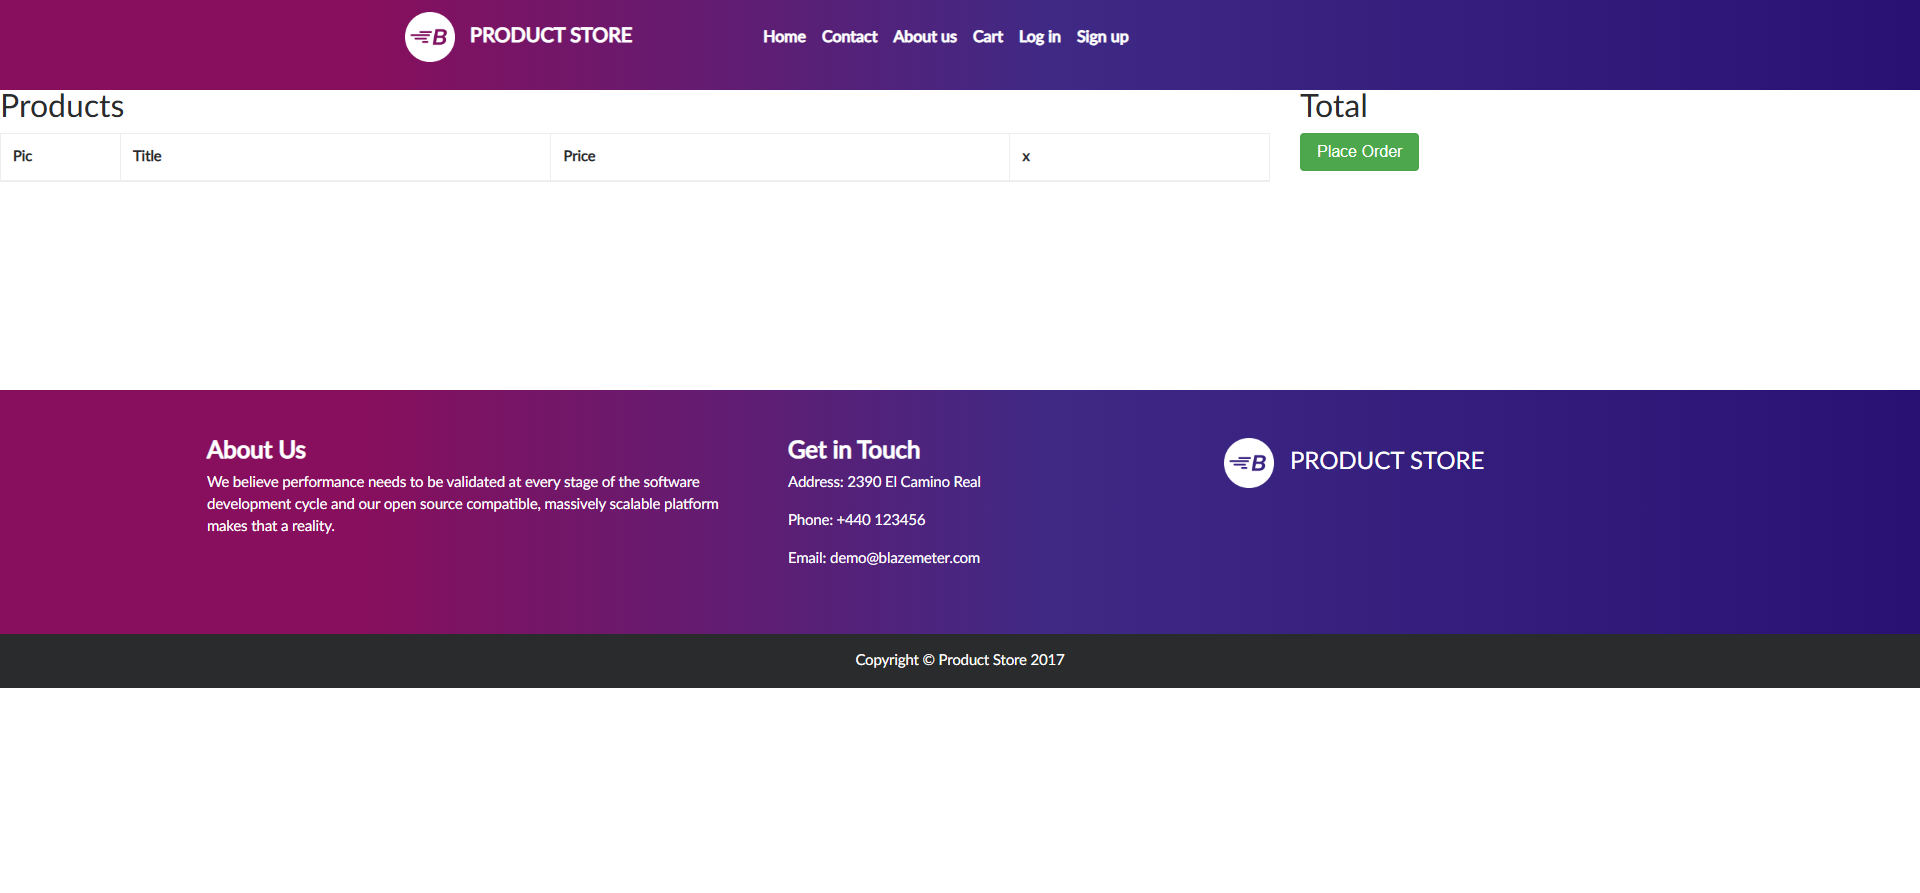 B PRODUCT STORE
Home Contact About us Cart Log in Sign up
Products
Total
Pic Title Price x
Place Order
About Us
We believe performance needs to be validated at every stage of the software
development cycle and our open source compatible, massively scalable platform
makes that a reality.
Get in Touch
Address: 2390 El Camino Real
Phone: +440 123456
Email: demo@blazemeter.com
B PRODUCT STORE
Copyright © Product Store 2017